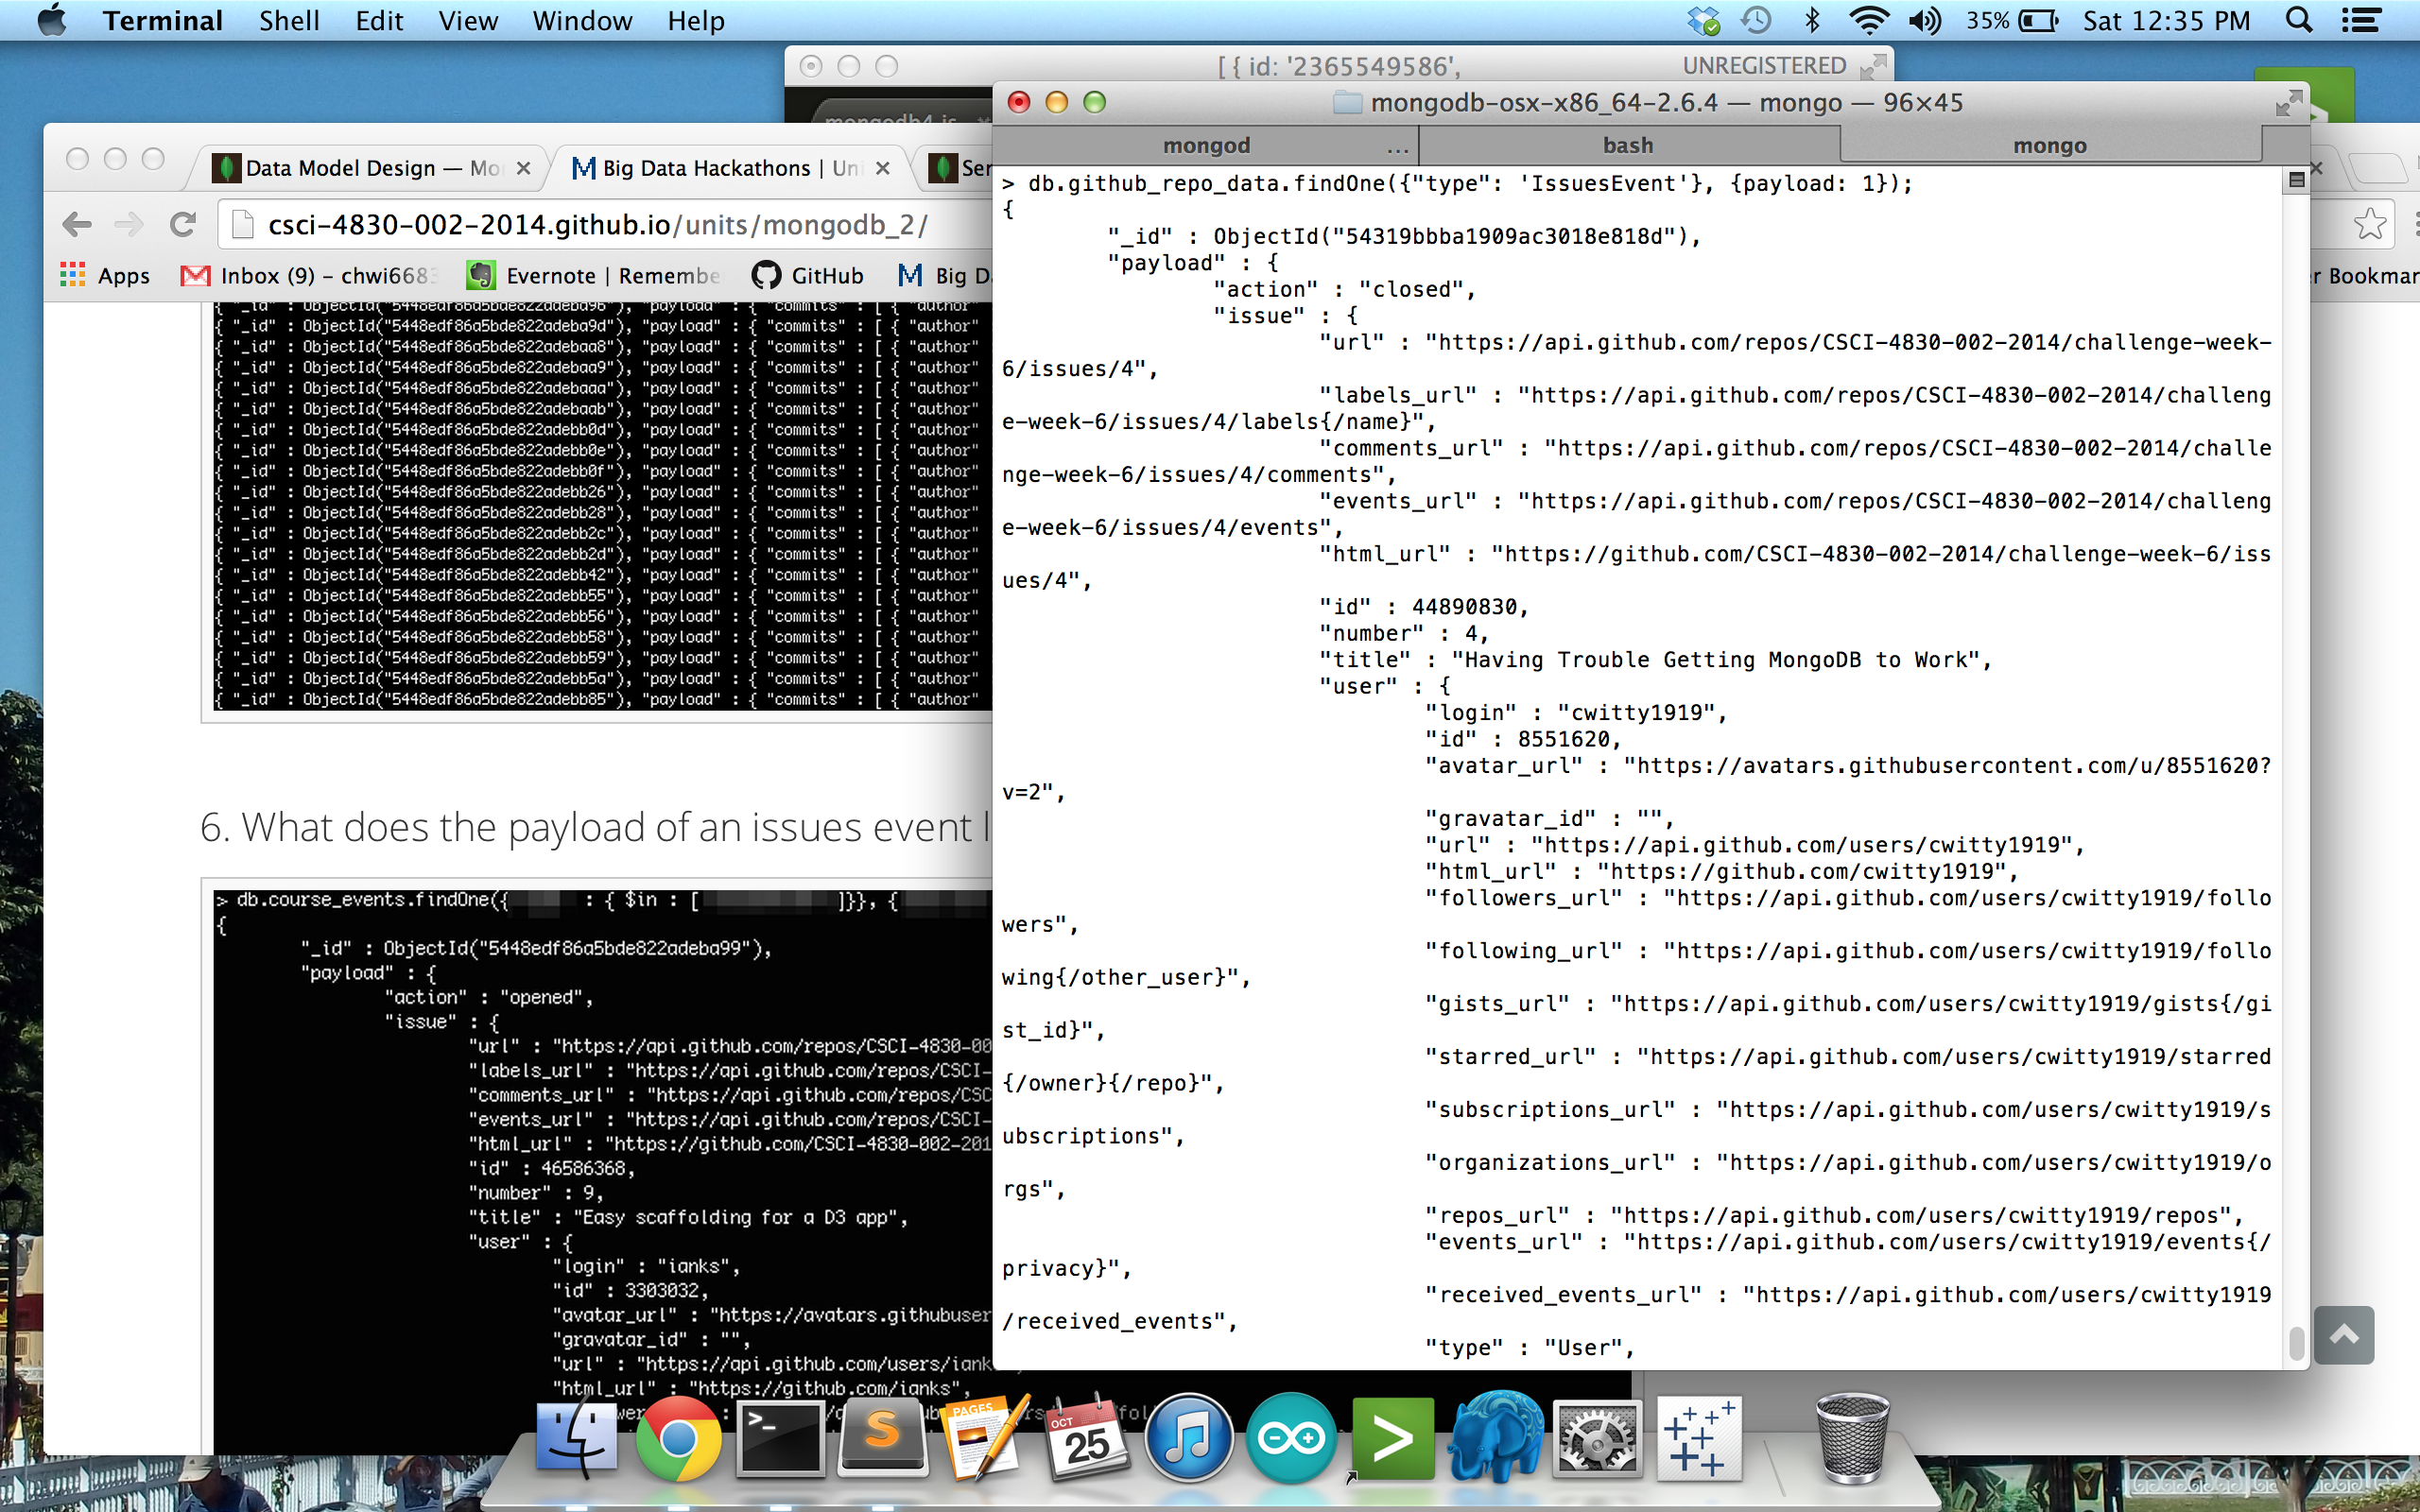 Terminal Shell Edit View Window Help 35% Sat 12:35 PM
[ { id: '2365549586', UNREGISTERED
mongodb-osx-x86_64-2.6.4 — mongo — 96×45
mongod ... bash mongo
Data Model Design — Mo Big Data Hackathons | Uni Ser
csci-4830-002-2014.github.io/units/mongodb_2/
Apps Inbox (9) – chwi6683 Evernote | Remembe GitHub Big D r Bookmar
{ "_id" : ObjectId("5448edf86a5bde822adeba96"), "payload" : { "commits" : [ { "author"
{ "_id" : ObjectId("5448edf86a5bde822adeba9d"), "payload" : { "commits" : [ { "author"
{ "_id" : ObjectId("5448edf86a5bde822adebaa8"), "payload" : { "commits" : [ { "author"
{ "_id" : ObjectId("5448edf86a5bde822adebaa9"), "payload" : { "commits" : [ { "author"
{ "_id" : ObjectId("5448edf86a5bde822adebaaa"), "payload" : { "commits" : [ { "author"
{ "_id" : ObjectId("5448edf86a5bde822adebaab"), "payload" : { "commits" : [ { "author"
{ "_id" : ObjectId("5448edf86a5bde822adebb0d"), "payload" : { "commits" : [ { "author"
{ "_id" : ObjectId("5448edf86a5bde822adebb0e"), "payload" : { "commits" : [ { "author"
{ "_id" : ObjectId("5448edf86a5bde822adebb0f"), "payload" : { "commits" : [ { "author"
{ "_id" : ObjectId("5448edf86a5bde822adebb26"), "payload" : { "commits" : [ { "author"
{ "_id" : ObjectId("5448edf86a5bde822adebb28"), "payload" : { "commits" : [ { "author"
{ "_id" : ObjectId("5448edf86a5bde822adebb2c"), "payload" : { "commits" : [ { "author"
{ "_id" : ObjectId("5448edf86a5bde822adebb2d"), "payload" : { "commits" : [ { "author"
{ "_id" : ObjectId("5448edf86a5bde822adebb42"), "payload" : { "commits" : [ { "author"
{ "_id" : ObjectId("5448edf86a5bde822adebb55"), "payload" : { "commits" : [ { "author"
{ "_id" : ObjectId("5448edf86a5bde822adebb56"), "payload" : { "commits" : [ { "author"
{ "_id" : ObjectId("5448edf86a5bde822adebb58"), "payload" : { "commits" : [ { "author"
{ "_id" : ObjectId("5448edf86a5bde822adebb59"), "payload" : { "commits" : [ { "author"
{ "_id" : ObjectId("5448edf86a5bde822adebb5a"), "payload" : { "commits" : [ { "author"
{ "_id" : ObjectId("5448edf86a5bde822adebb85"), "payload" : { "commits" : [ { "author"
6. What does the payload of an issues event l
> db.course_events.findOne({ : { $in : [ ]}}, {
{
"_id" : ObjectId("5448edf86a5bde822adeba99"),
"payload" : {
"action" : "opened",
"issue" : {
"url" : "https://api.github.com/repos/CSCI-4830-00
"labels_url" : "https://api.github.com/repos/CSCI-
"comments_url" : "https://api.github.com/repos/CSC
"events_url" : "https://api.github.com/repos/CSCI-
"html_url" : "https://github.com/CSCI-4830-002-201
"id" : 46586368,
"number" : 9,
"title" : "Easy scaffolding for a D3 app",
"user" : {
"login" : "ianks",
"id" : 3303032,
"avatar_url" : "https://avatars.githubuser
"gravatar_id" : "",
"url" : "https://api.github.com/users/iank
"html_url" : "https://github.com/ianks",
> db.github_repo_data.findOne({"type": 'IssuesEvent'}, {payload: 1});
{
"_id" : ObjectId("54319bbba1909ac3018e818d"),
"payload" : {
"action" : "closed",
"issue" : {
"url" : "https://api.github.com/repos/CSCI-4830-002-2014/challenge-week-
6/issues/4",
"labels_url" : "https://api.github.com/repos/CSCI-4830-002-2014/challeng
e-week-6/issues/4/labels{/name}",
"comments_url" : "https://api.github.com/repos/CSCI-4830-002-2014/challe
nge-week-6/issues/4/comments",
"events_url" : "https://api.github.com/repos/CSCI-4830-002-2014/challeng
e-week-6/issues/4/events",
"html_url" : "https://github.com/CSCI-4830-002-2014/challenge-week-6/iss
ues/4",
"id" : 44890830,
"number" : 4,
"title" : "Having Trouble Getting MongoDB to Work",
"user" : {
"login" : "cwitty1919",
"id" : 8551620,
"avatar_url" : "https://avatars.githubusercontent.com/u/8551620?
v=2",
"gravatar_id" : "",
"url" : "https://api.github.com/users/cwitty1919",
"html_url" : "https://github.com/cwitty1919",
"followers_url" : "https://api.github.com/users/cwitty1919/follo
wers",
"following_url" : "https://api.github.com/users/cwitty1919/follo
wing{/other_user}",
"gists_url" : "https://api.github.com/users/cwitty1919/gists{/gi
st_id}",
"starred_url" : "https://api.github.com/users/cwitty1919/starred
{/owner}{/repo}",
"subscriptions_url" : "https://api.github.com/users/cwitty1919/s
ubscriptions",
"organizations_url" : "https://api.github.com/users/cwitty1919/o
rgs",
"repos_url" : "https://api.github.com/users/cwitty1919/repos",
"events_url" : "https://api.github.com/users/cwitty1919/events{/
privacy}",
"received_events_url" : "https://api.github.com/users/cwitty1919
/received_events",
"type" : "User",
PAGES
OCT
25